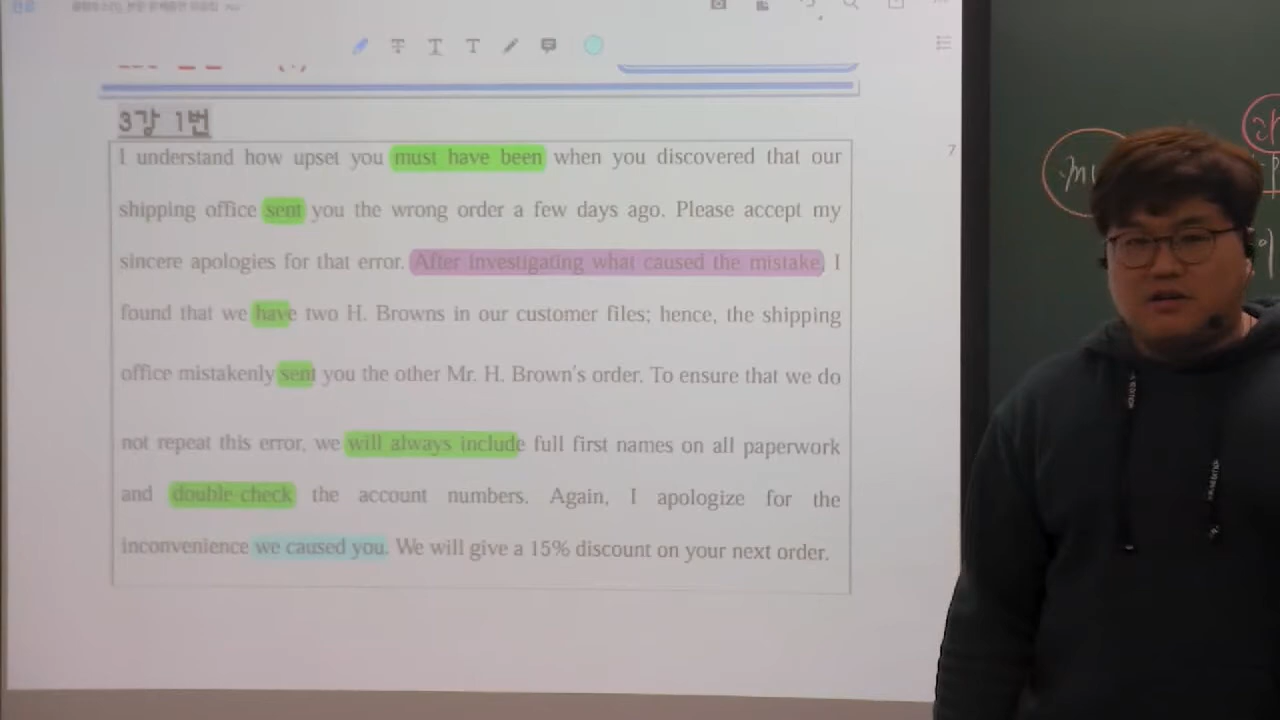 3강 1번
I understand how upset you must have been when you discovered that our
shipping office sent you the wrong order a few days ago. Please accept my
sincere apologies for that error. After investigating what caused the mistake, I
found that we have two H. Browns in our customer files; hence, the shipping
office mistakenly sent you the other Mr. H. Brown's order. To ensure that we do
not repeat this error, we will always include full first names on all paperwork
and double-check the account numbers. Again, I apologize for the
inconvenience we caused you. We will give a 15% discount on your next order.
7